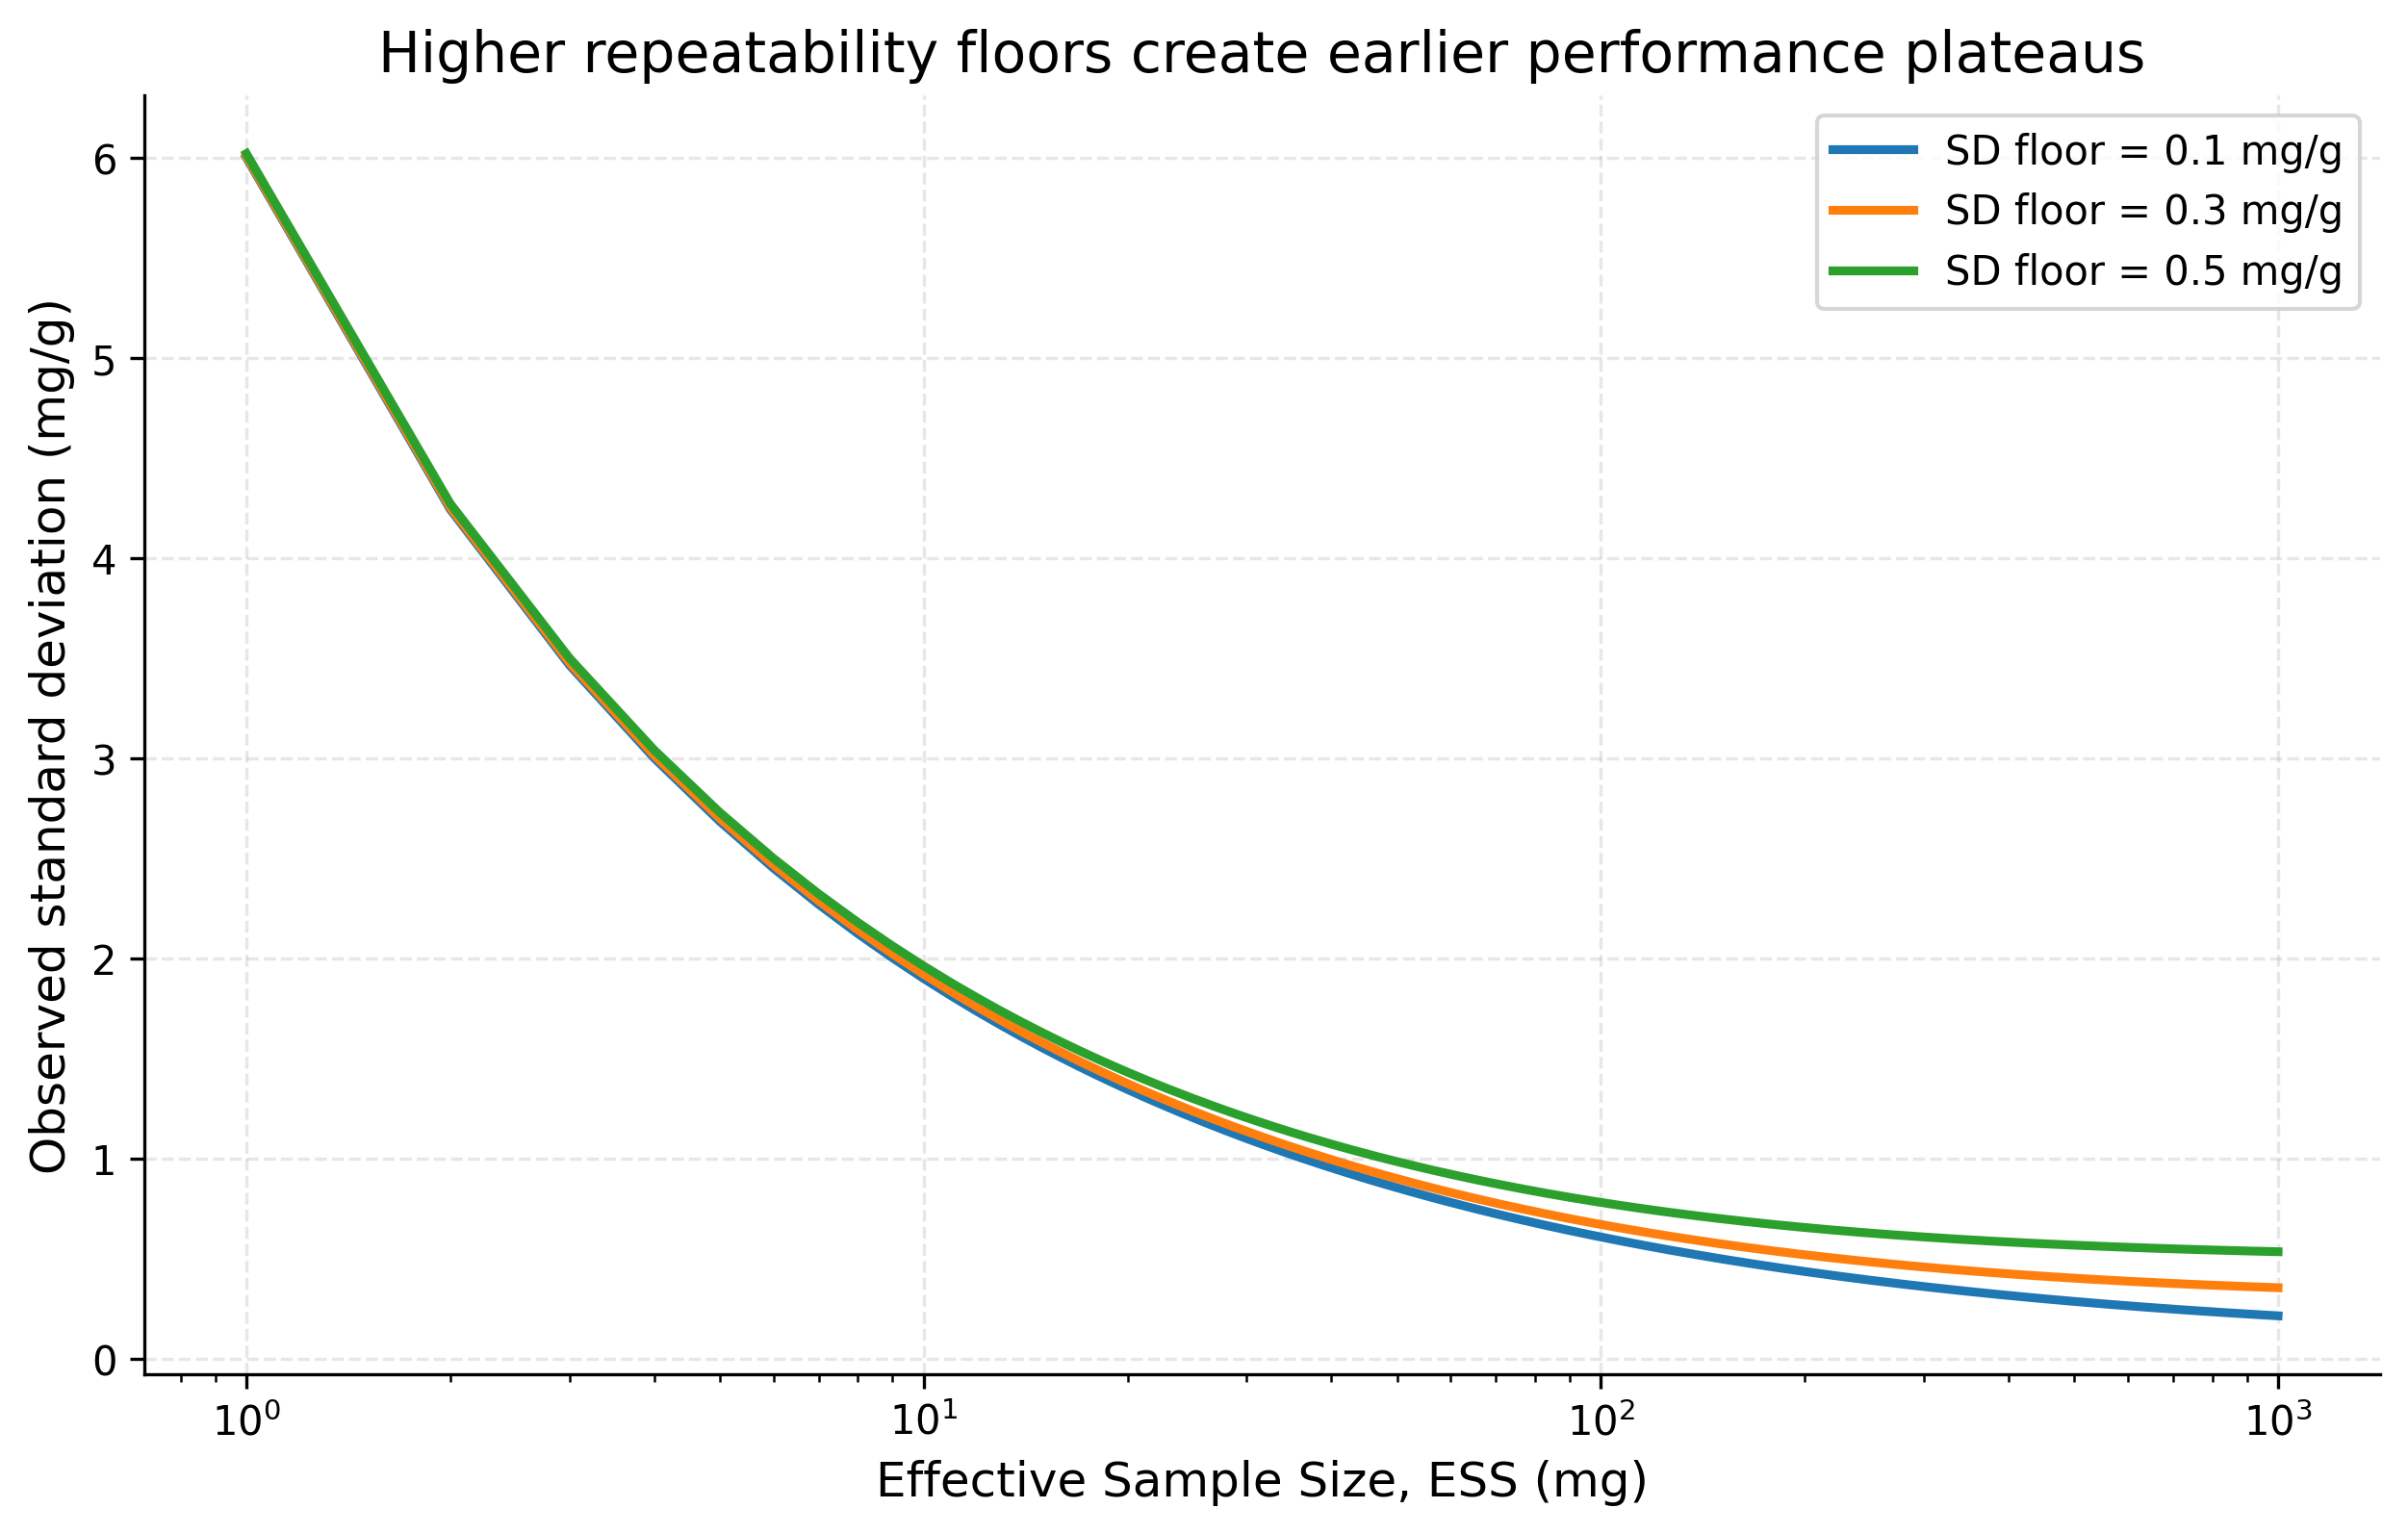 Higher repeatability floors create earlier performance plateaus
SD floor = 0.1 mg/g
SD floor = 0.3 mg/g
SD floor = 0.5 mg/g
Observed standard deviation (mg/g)
6
5
4
3
2
1
0
10⁰
10¹
10²
10³
Effective Sample Size, ESS (mg)